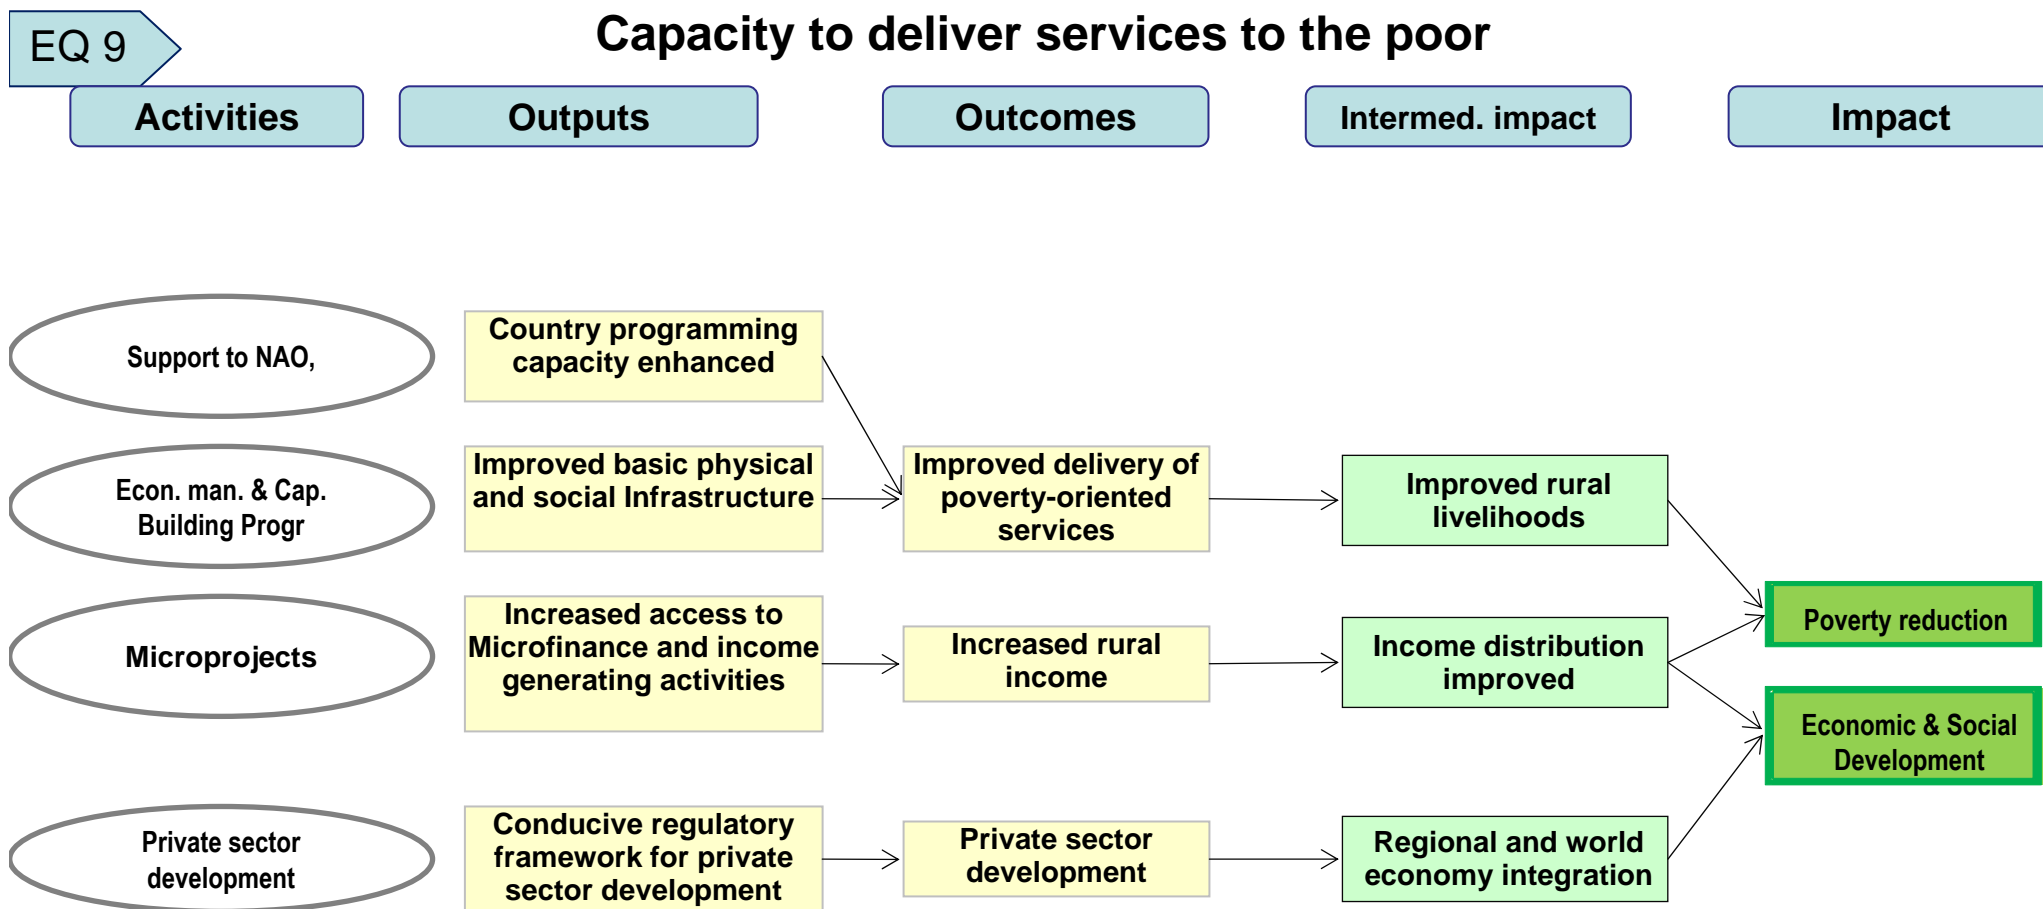 EQ 9
Capacity to deliver services to the poor
Activities
Outputs
Outcomes
Intermed. impact
Impact
Support to NAO,
Country programming
capacity enhanced
Econ. man. & Cap.
Building Progr
Improved basic physical
and social Infrastructure
Improved delivery of
poverty-oriented
services
Improved rural
livelihoods
Microprojects
Increased access to
Microfinance and income
generating activities
Increased rural
income
Income distribution
improved
Poverty reduction
Economic & Social
Development
Private sector
development
Conducive regulatory
framework for private
sector development
Private sector
development
Regional and world
economy integration